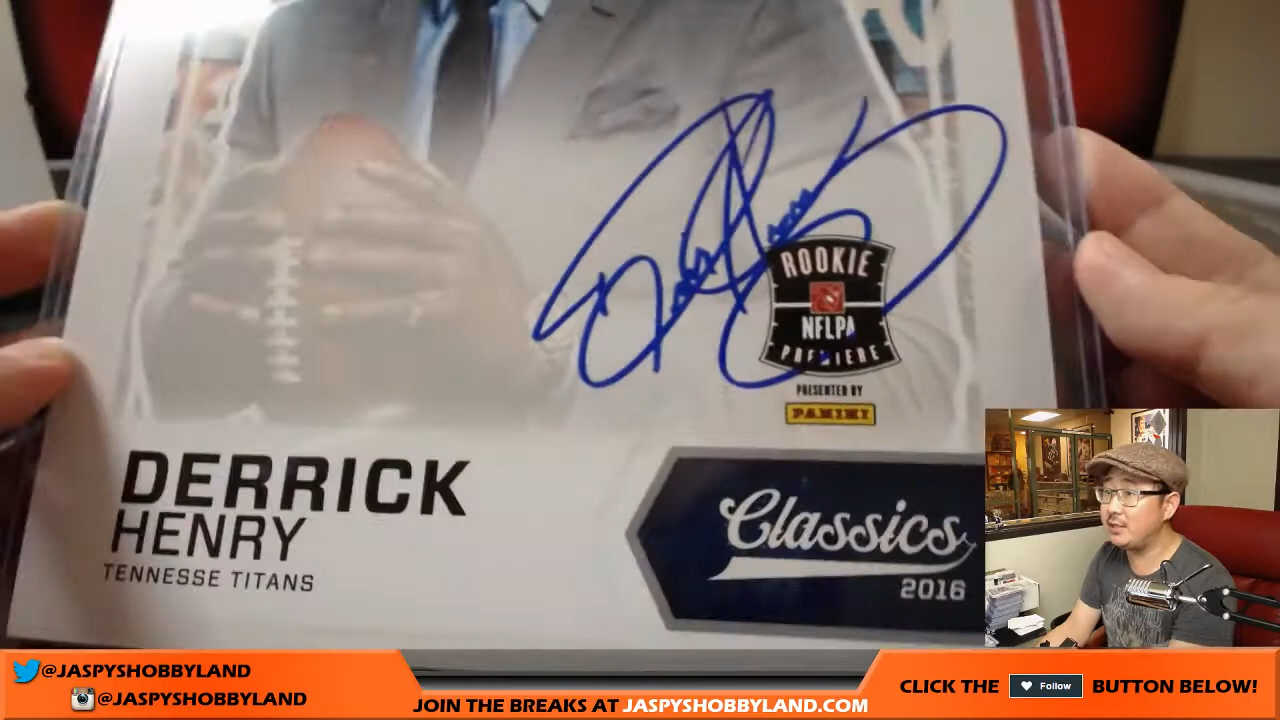 ROOKIE
NFLPA
PREMIERE
PRESENTED BY
PANINI
DERRICK
HENRY
TENNESSE TITANS
Classics
2016
@JASPYSHOBBYLAND
@JASPYSHOBBYLAND
JOIN THE BREAKS AT JASPYSHOBBYLAND.COM
CLICK THE Follow BUTTON BELOW!